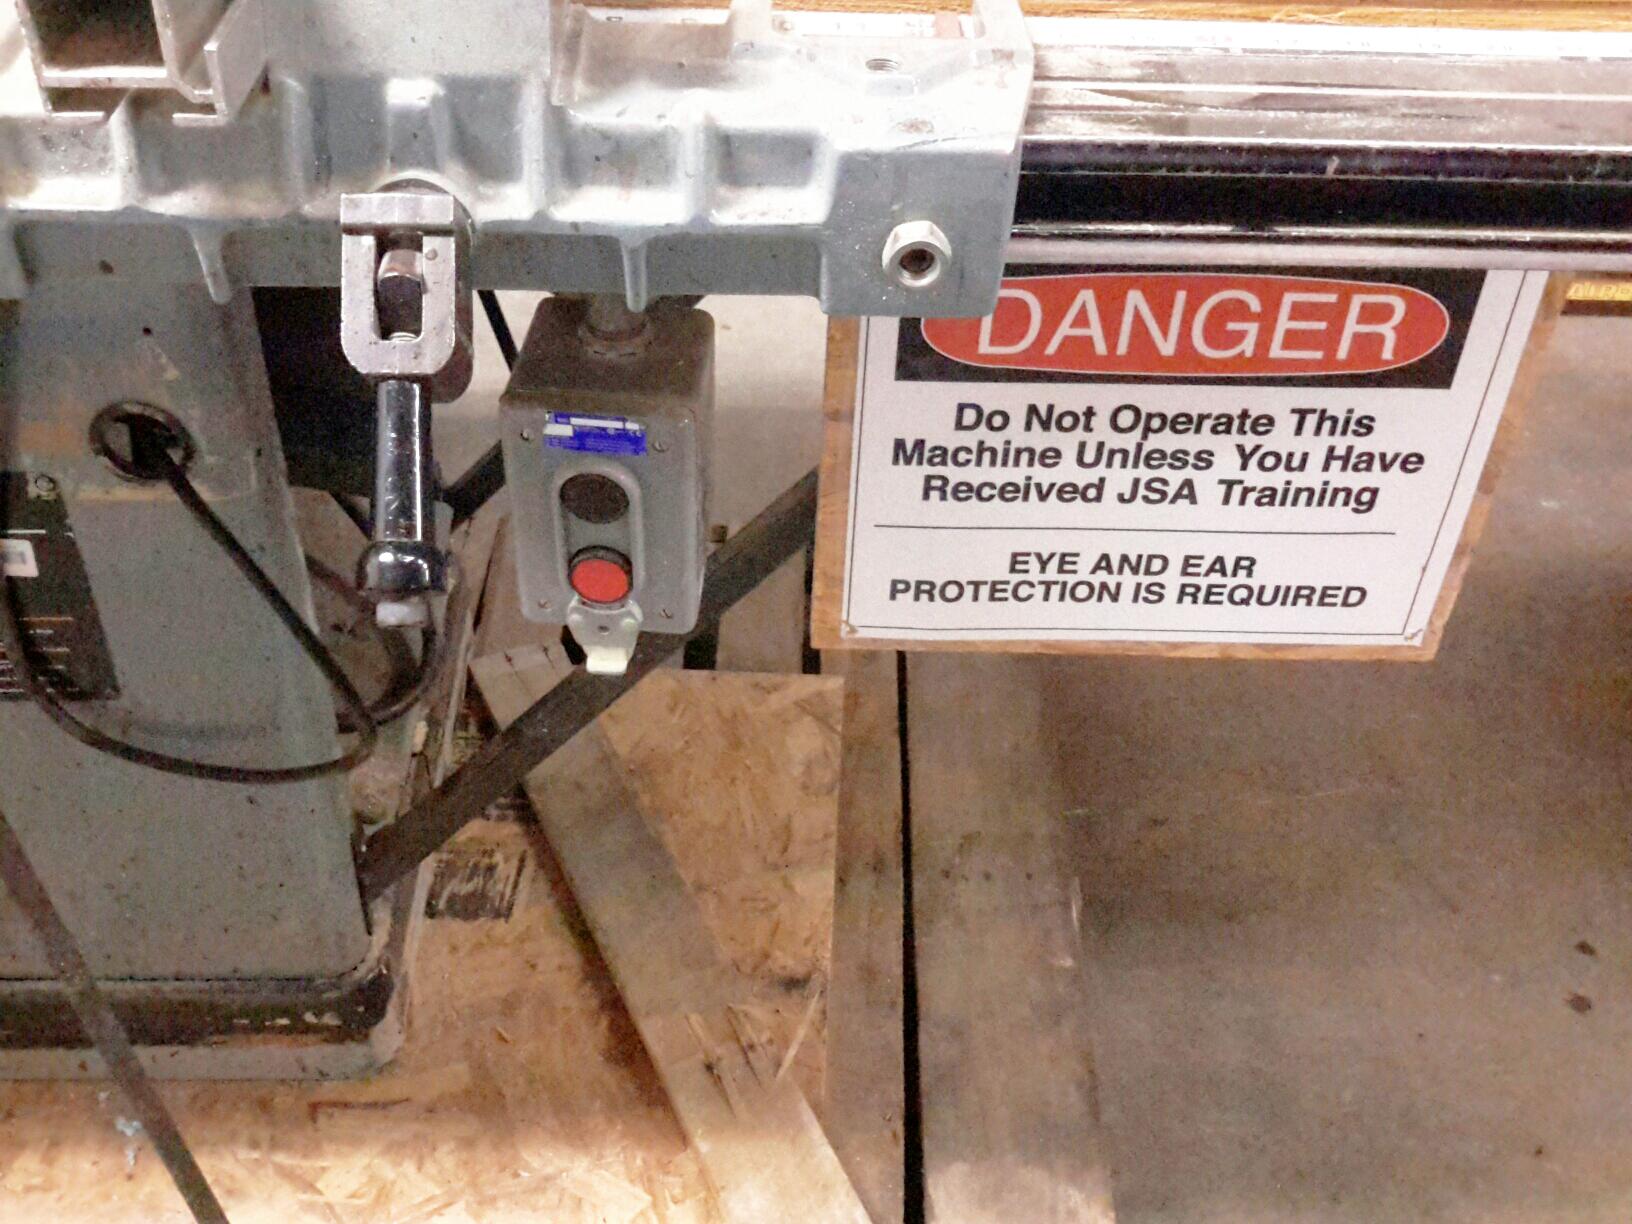 DANGER
Do Not Operate This
Machine Unless You Have
Received JSA Training
EYE AND EAR
PROTECTION IS REQUIRED